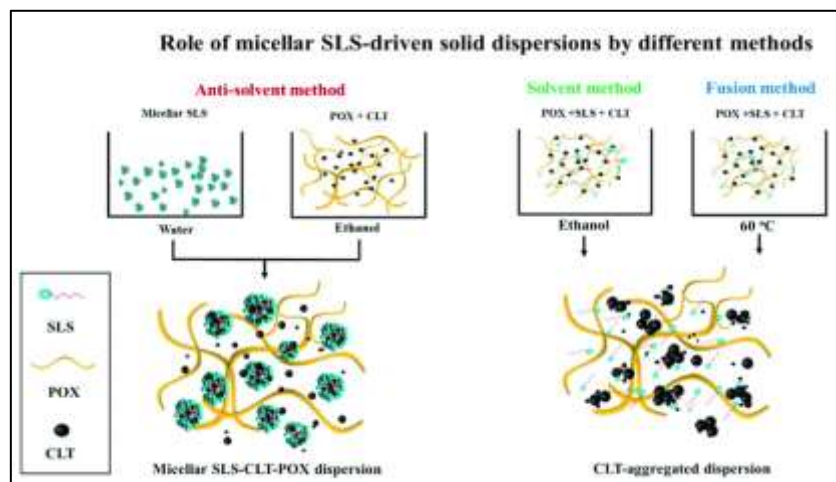 Role of micellar SLS-driven solid dispersions by different methods
Anti-solvent method
Solvent method
Fusion method
Micellar SLS
POX + CLT
POX +SLS + CLT
POX +SLS + CLT
Water
Ethanol
Ethanol
60 °C
SLS
POX
CLT
Micellar SLS-CLT-POX dispersion
CLT-aggregated dispersion